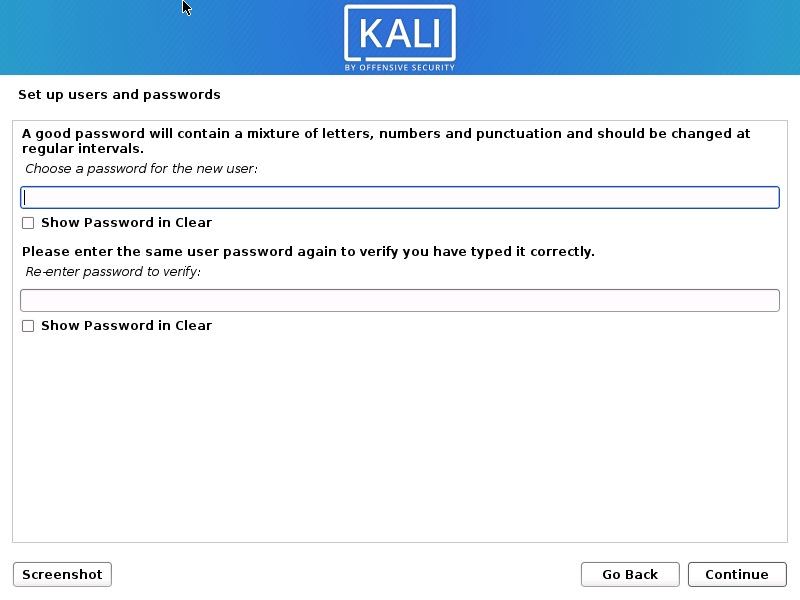 KALI
BY OFFENSIVE SECURITY
Set up users and passwords
A good password will contain a mixture of letters, numbers and punctuation and should be changed at
regular intervals.
Choose a password for the new user:
Show Password in Clear
Please enter the same user password again to verify you have typed it correctly.
Re-enter password to verify:
Show Password in Clear
Screenshot
Go Back
Continue